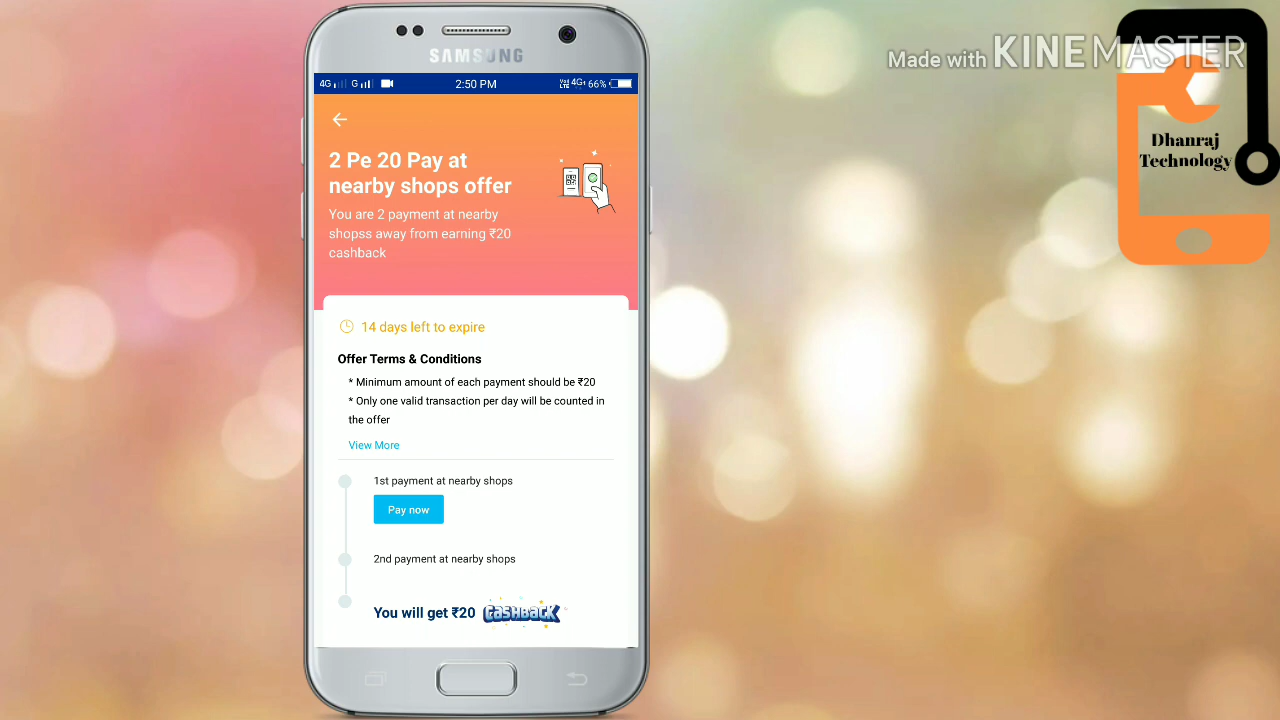 SAMSUNG
4G G 2:50 PM 4G+ 66%
2 Pe 20 Pay at
nearby shops offer
You are 2 payment at nearby
shopss away from earning ₹20
cashback
14 days left to expire
Offer Terms & Conditions
* Minimum amount of each payment should be ₹20
* Only one valid transaction per day will be counted in
the offer
View More
1st payment at nearby shops
Pay now
2nd payment at nearby shops
You will get ₹20 CASHBACK
Made with KINEMASTER
Dhanraj
Technology